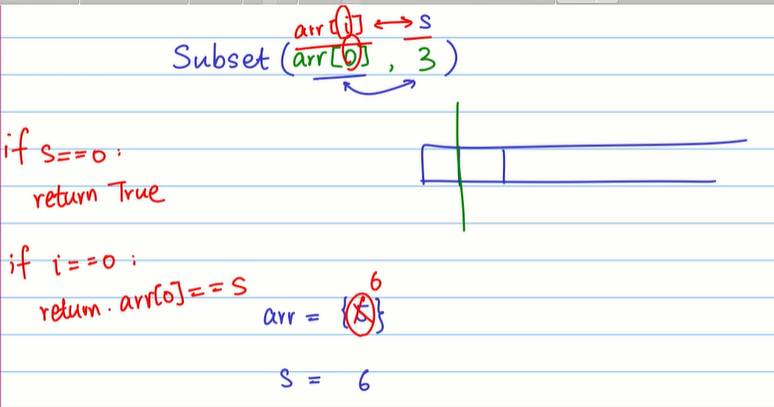 arr[i] ↔ S
Subset (arr[0], 3)
if S==0:
return True
if i==0:
return. arr[0]==S
6
arr = { }
S = 6